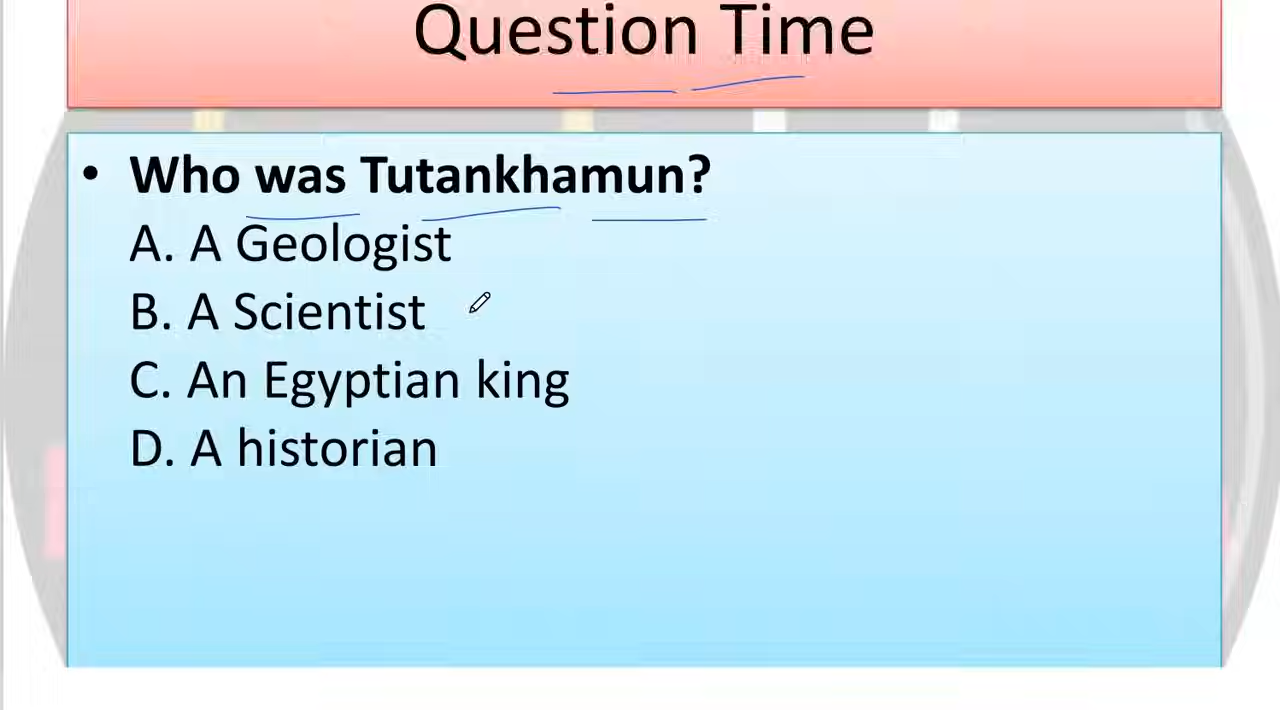 Question Time
• Who was Tutankhamun?
A. A Geologist
B. A Scientist
C. An Egyptian king
D. A historian